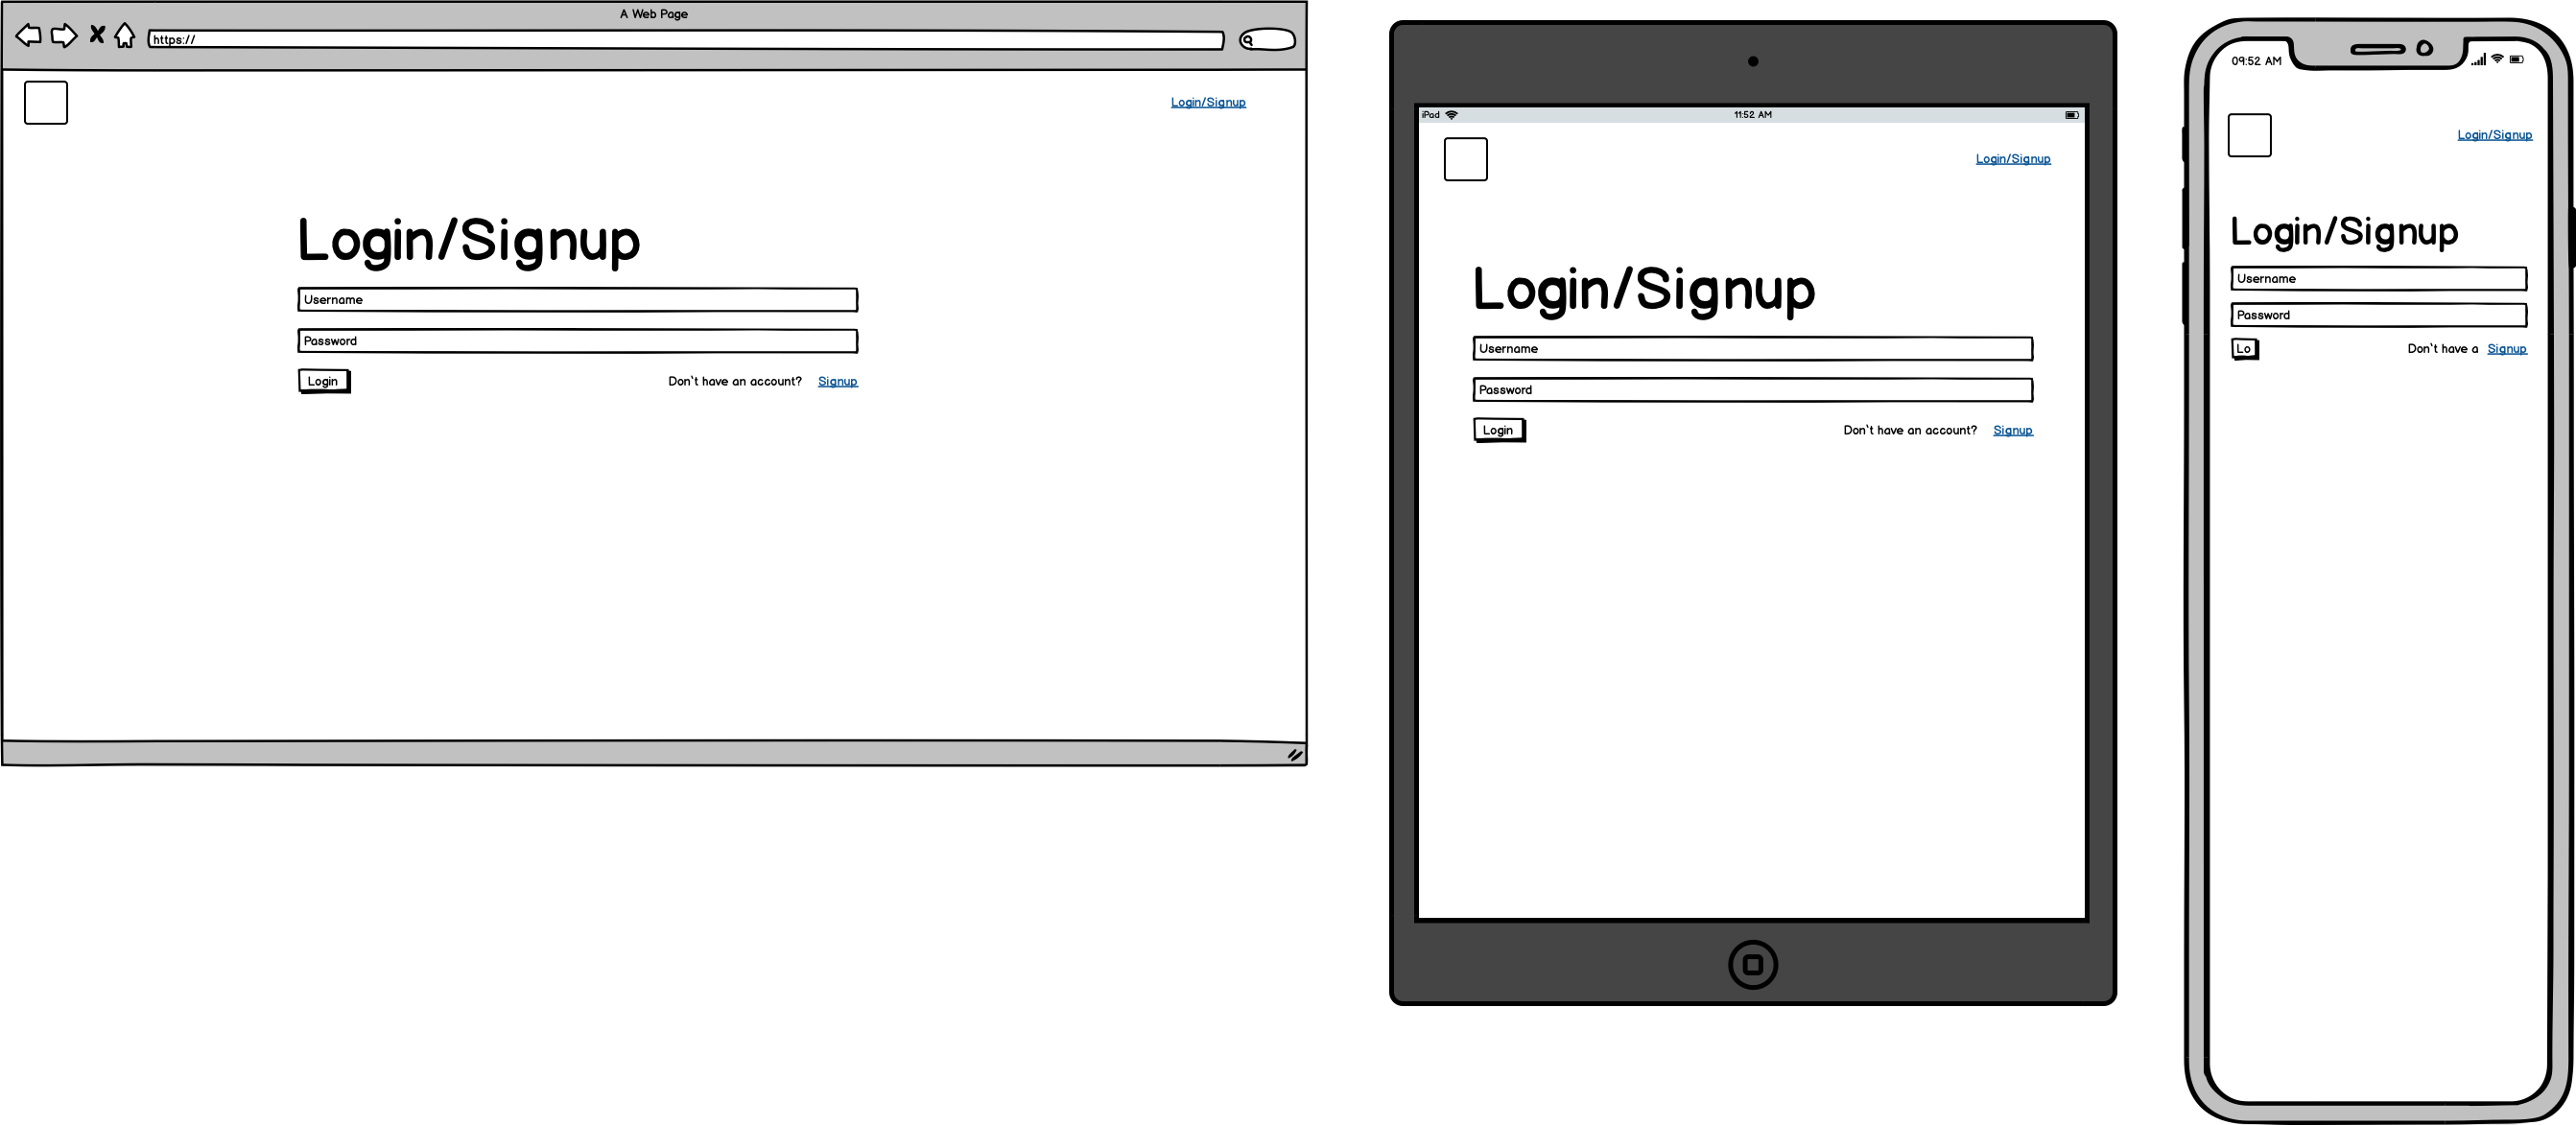 A Web Page
https://
Login/Signup
Login/Signup
Username
Password
Login Don't have an account? Signup
iPad 11:52 AM
Login/Signup
Login/Signup
Username
Password
Login Don't have an account? Signup
09:52 AM
Login/Signup
Login/Signup
Username
Password
Lo Don't have a Signup